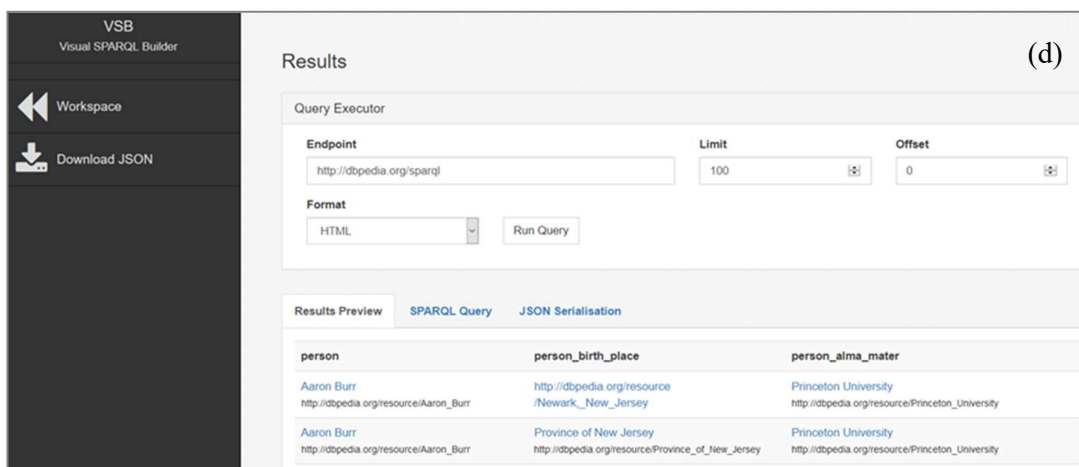 VSB
Visual SPARQL Builder
Workspace
Download JSON
(d)
Results
Query Executor
Endpoint Limit Offset
http://dbpedia.org/sparql 100 0
Format
HTML Run Query
Results Preview SPARQL Query JSON Serialisation
person person_birth_place person_alma_mater
Aaron Burr http://dbpedia.org/resource Princeton University
http://dbpedia.org/resource/Aaron_Burr /Newark,_New_Jersey http://dbpedia.org/resource/Princeton_University
Aaron Burr Province of New Jersey Princeton University
http://dbpedia.org/resource/Aaron_Burr http://dbpedia.org/resource/Province_of_New_Jersey http://dbpedia.org/resource/Princeton_University